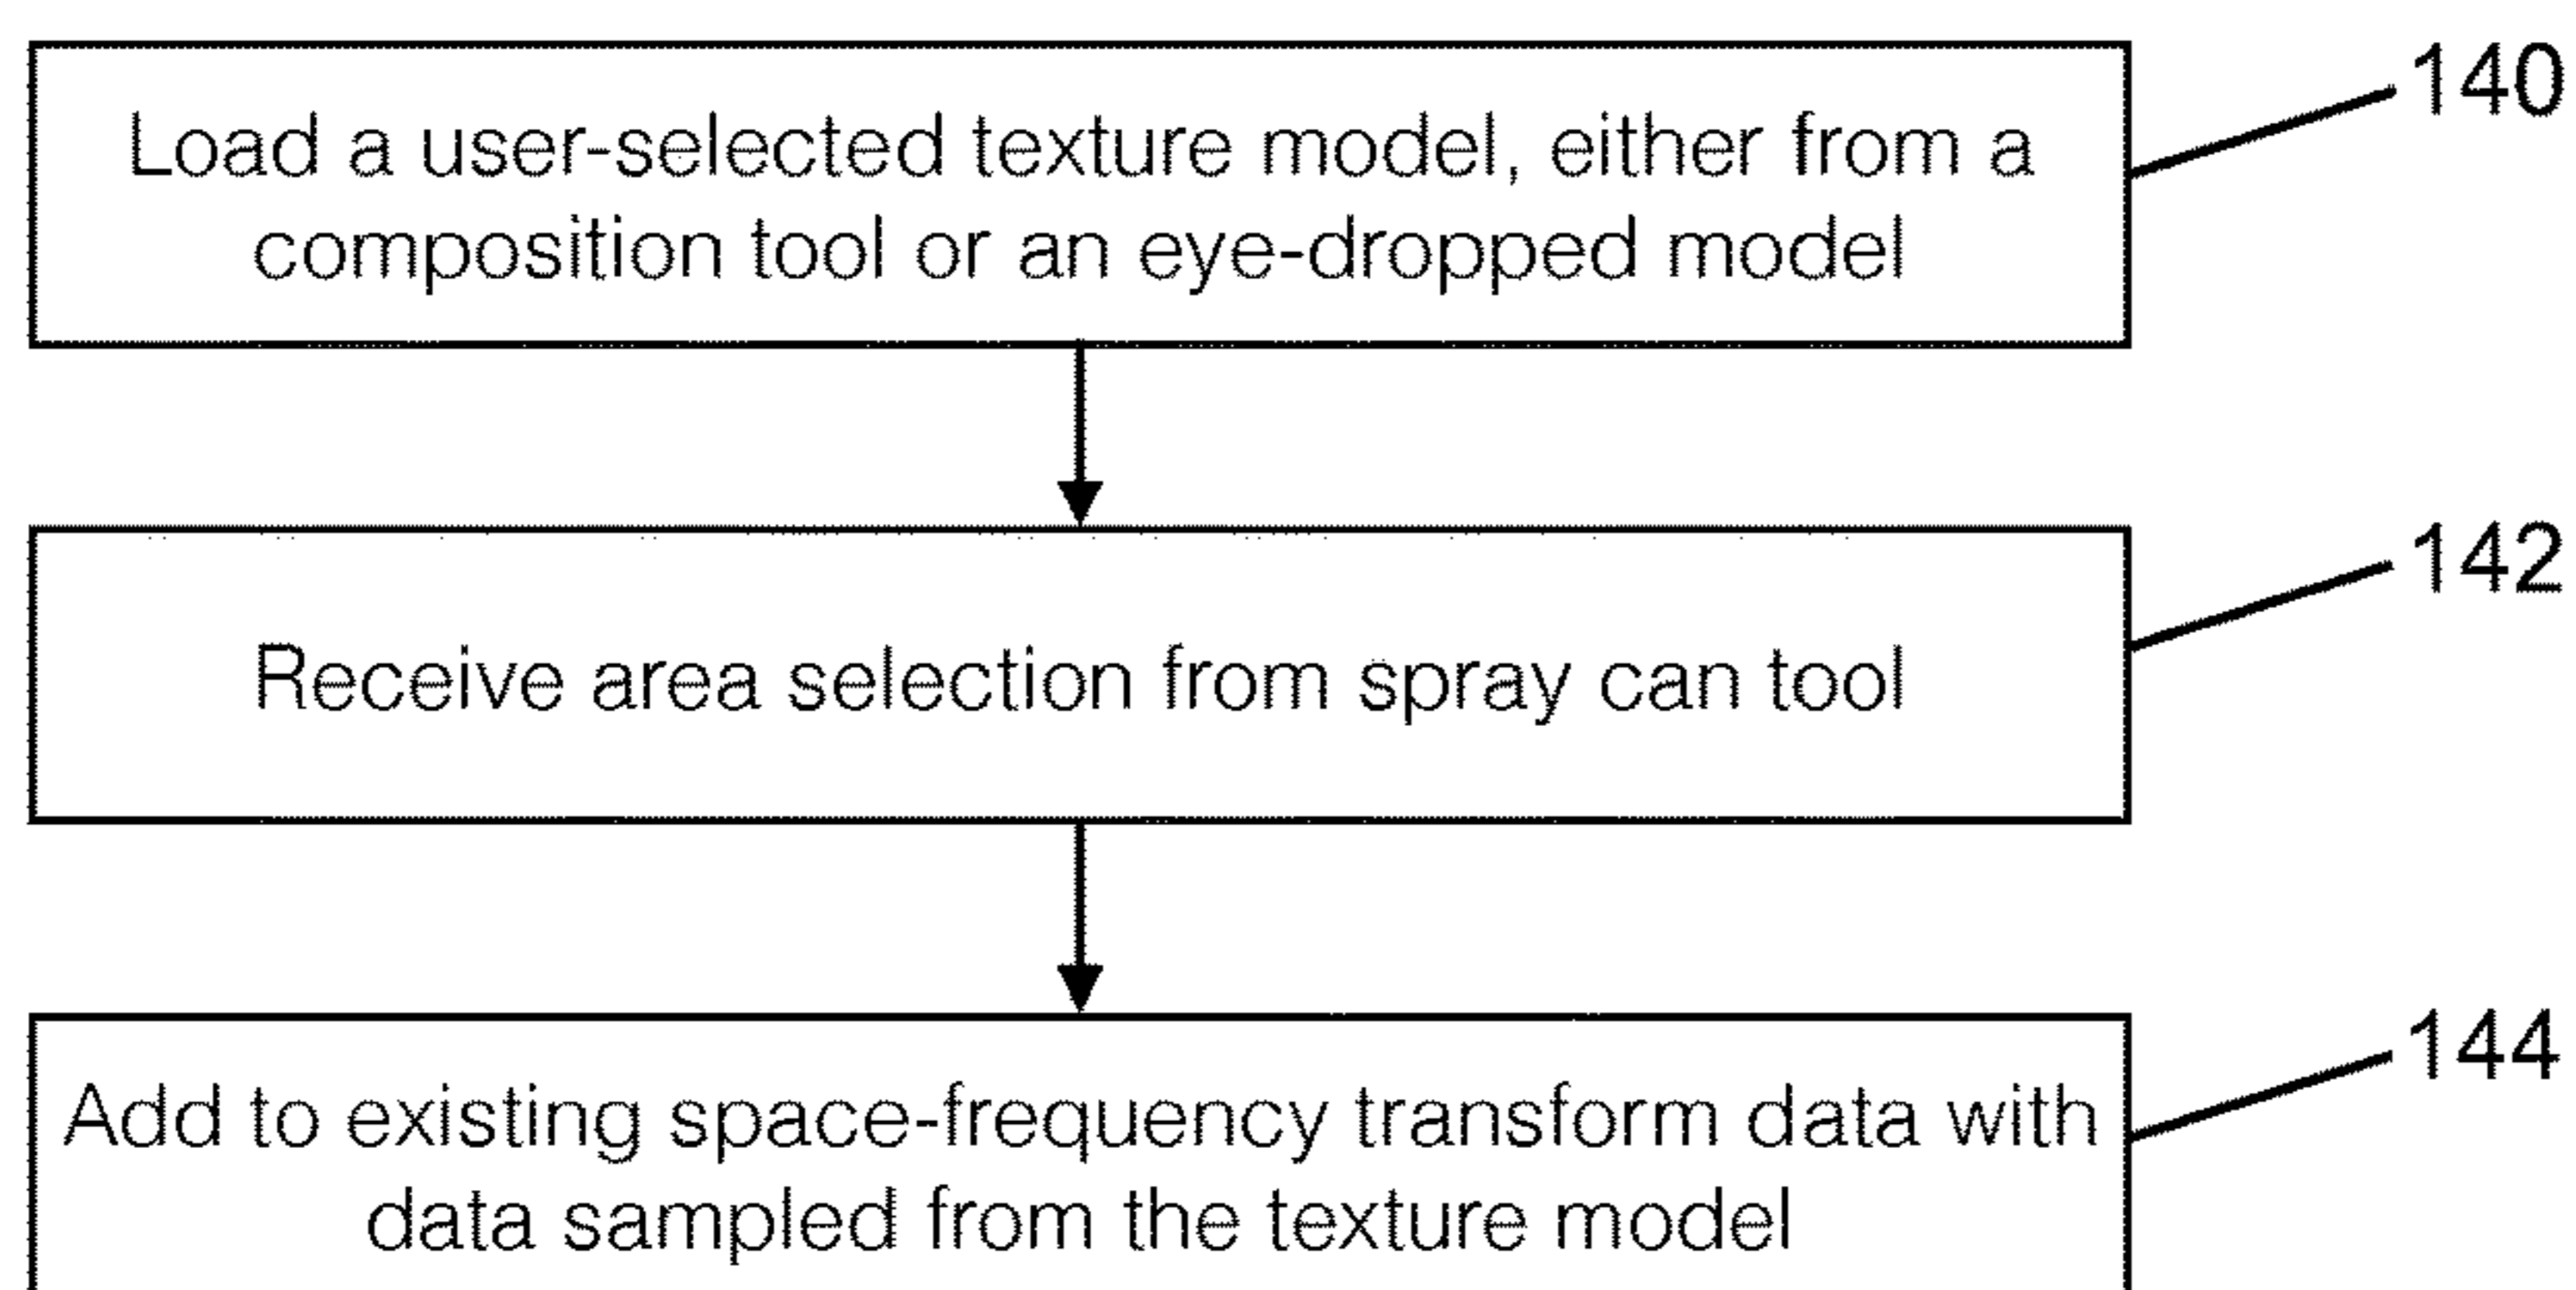 Load a user-selected texture model, either from a
composition tool or an eye-dropped model
140
Receive area selection from spray can tool
142
Add to existing space-frequency transform data with
data sampled from the texture model
144